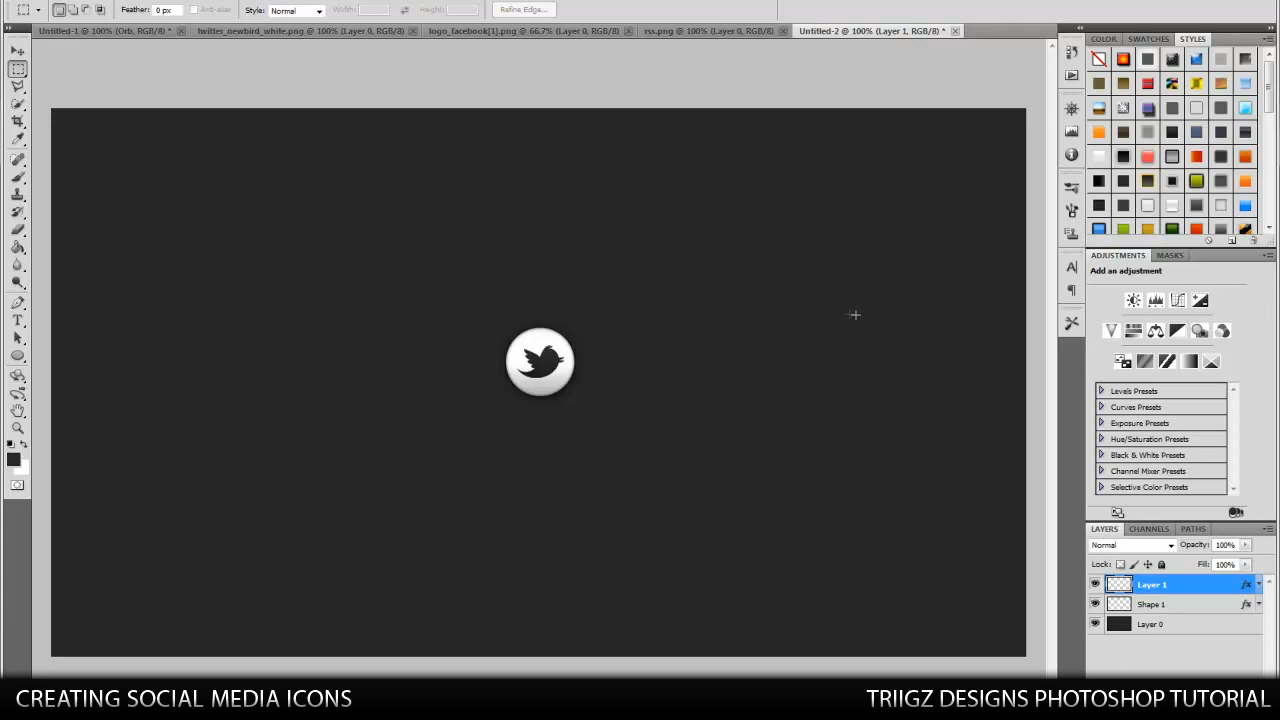 Feather: 0 px Anti-alias Style: Normal Width: Height: Refine Edge...
Untitled-1 @ 100% (Orb, RGB/8) * twitter_newbird_white.png @ 100% (Layer 0, RGB/8) logo_facebook[1].png @ 66.7% (Layer 0, RGB/8) rss.png @ 100% (Layer 0, RGB/8) Untitled-2 @ 100% (Layer 1, RGB/8) *
COLOR SWATCHES STYLES
ADJUSTMENTS MASKS
Add an adjustment
Levels Presets
Curves Presets
Exposure Presets
Hue/Saturation Presets
Black & White Presets
Channel Mixer Presets
Selective Color Presets
LAYERS CHANNELS PATHS
Normal Opacity: 100%
Lock: Fill: 100%
Layer 1 fx
Shape 1 fx
Layer 0
CREATING SOCIAL MEDIA ICONS TRIIGZ DESIGNS PHOTOSHOP TUTORIAL